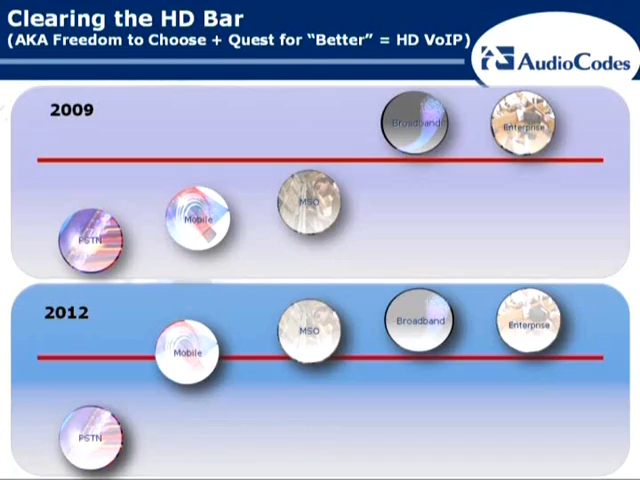 Clearing the HD Bar
(AKA Freedom to Choose + Quest for “Better” = HD VoIP)
AudioCodes
2009
Broadband
Enterprise
MSO
Mobile
PSTN
2012
Broadband
Enterprise
MSO
Mobile
PSTN